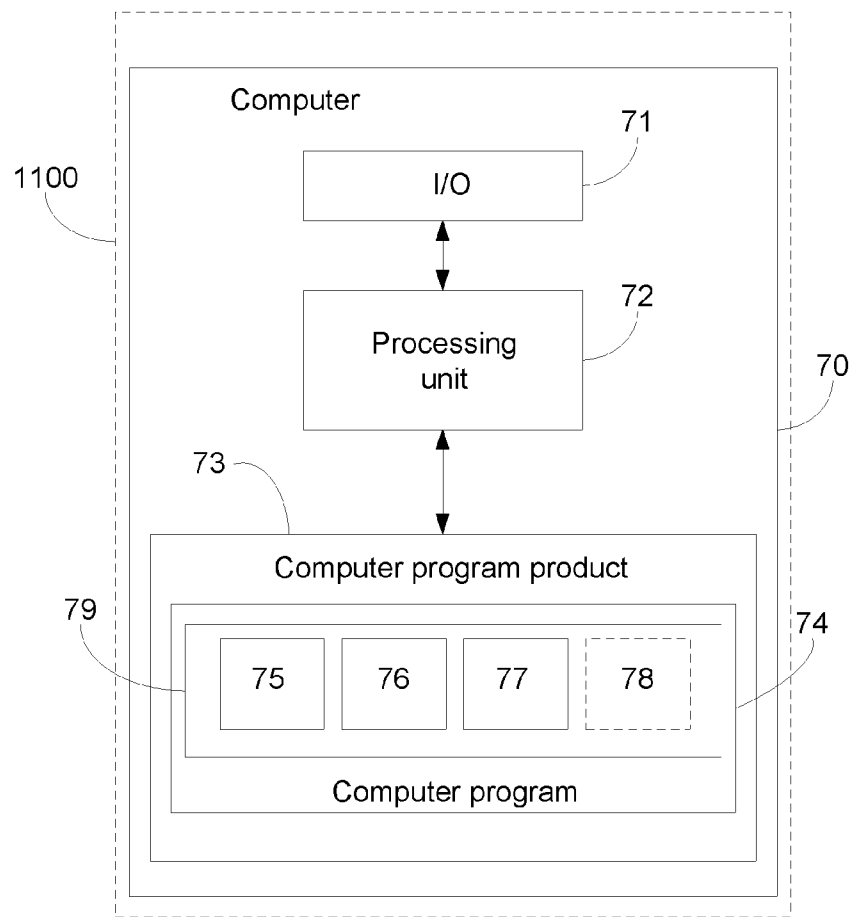 Computer
71
I/O
1100
72
Processing
unit
70
73
Computer program product
79
74
75 76 77 78
Computer program